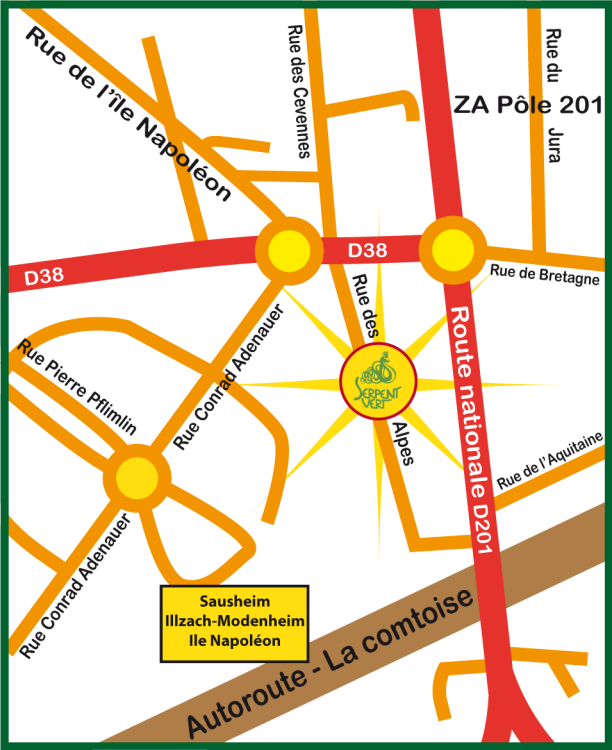 Rue de l'île Napoléon
Rue des Cevennes
ZA Pôle 201
Rue du Jura
D38
D38
Rue de Bretagne
Rue des Alpes
SERPENT
VERT
Rue Conrad Adenauer
Rue Pierre Pflimlin
Route nationale D201
Rue de l'Aquitaine
Rue Conrad Adenauer
Sausheim
Illzach-Modenheim
Ile Napoléon
Autoroute - La comtoise